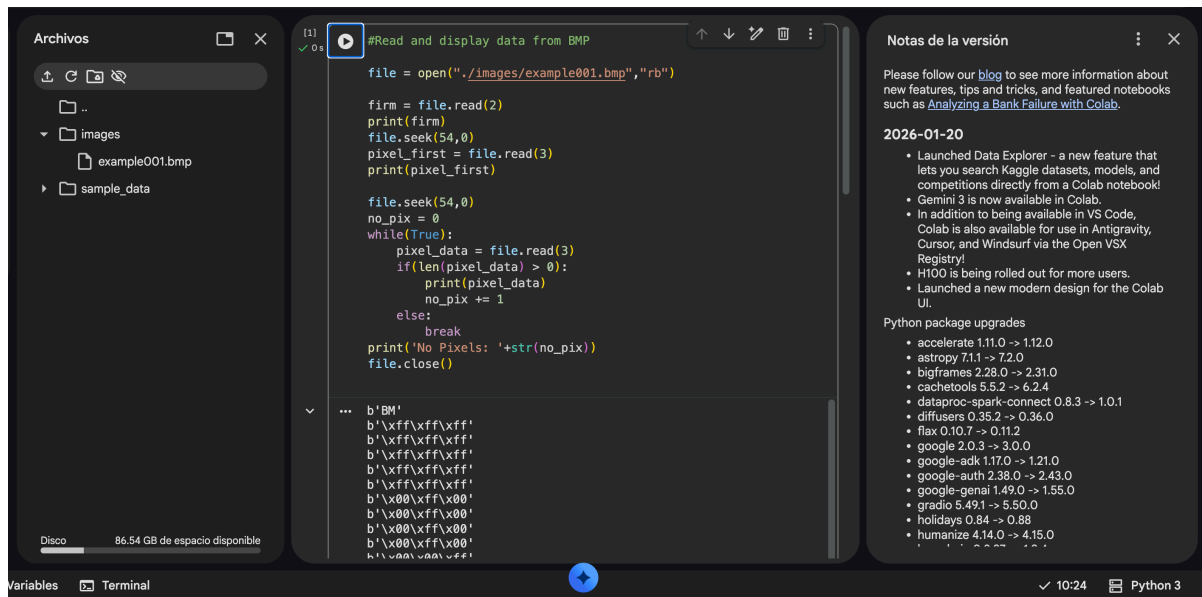 Archivos
..
images
example001.bmp
sample_data
Disco
86.54 GB de espacio disponible
[1]
0 s
#Read and display data from BMP
file = open("./images/example001.bmp","rb")
firm = file.read(2)
print(firm)
file.seek(54,0)
pixel_first = file.read(3)
print(pixel_first)
file.seek(54,0)
no_pix = 0
while(True):
    pixel_data = file.read(3)
    if(len(pixel_data) > 0):
        print(pixel_data)
        no_pix += 1
    else:
        break
print('No Pixels: '+str(no_pix))
file.close()
b'BM'
b'\xff\xff\xff'
b'\xff\xff\xff'
b'\xff\xff\xff'
b'\xff\xff\xff'
b'\xff\xff\xff'
b'\x00\xff\x00'
b'\x00\xff\x00'
b'\x00\xff\x00'
b'\x00\xff\x00'
b'\x00\x00\xff'
Notas de la versión
Please follow our blog to see more information about
new features, tips and tricks, and featured notebooks
such as Analyzing a Bank Failure with Colab.
2026-01-20
• Launched Data Explorer - a new feature that
lets you search Kaggle datasets, models, and
competitions directly from a Colab notebook!
• Gemini 3 is now available in Colab.
• In addition to being available in VS Code,
Colab is also available for use in Antigravity,
Cursor, and Windsurf via the Open VSX
Registry!
• H100 is being rolled out for more users.
• Launched a new modern design for the Colab
UI.
Python package upgrades
• accelerate 1.11.0 -> 1.12.0
• astropy 7.1.1 -> 7.2.0
• bigframes 2.28.0 -> 2.31.0
• cachetools 5.5.2 -> 6.2.4
• dataproc-spark-connect 0.8.3 -> 1.0.1
• diffusers 0.35.2 -> 0.36.0
• flax 0.10.7 -> 0.11.2
• google 2.0.3 -> 3.0.0
• google-adk 1.17.0 -> 1.21.0
• google-auth 2.38.0 -> 2.43.0
• google-genai 1.49.0 -> 1.55.0
• gradio 5.49.1 -> 5.50.0
• holidays 0.84 -> 0.88
• humanize 4.14.0 -> 4.15.0
Variables
Terminal
10:24
Python 3